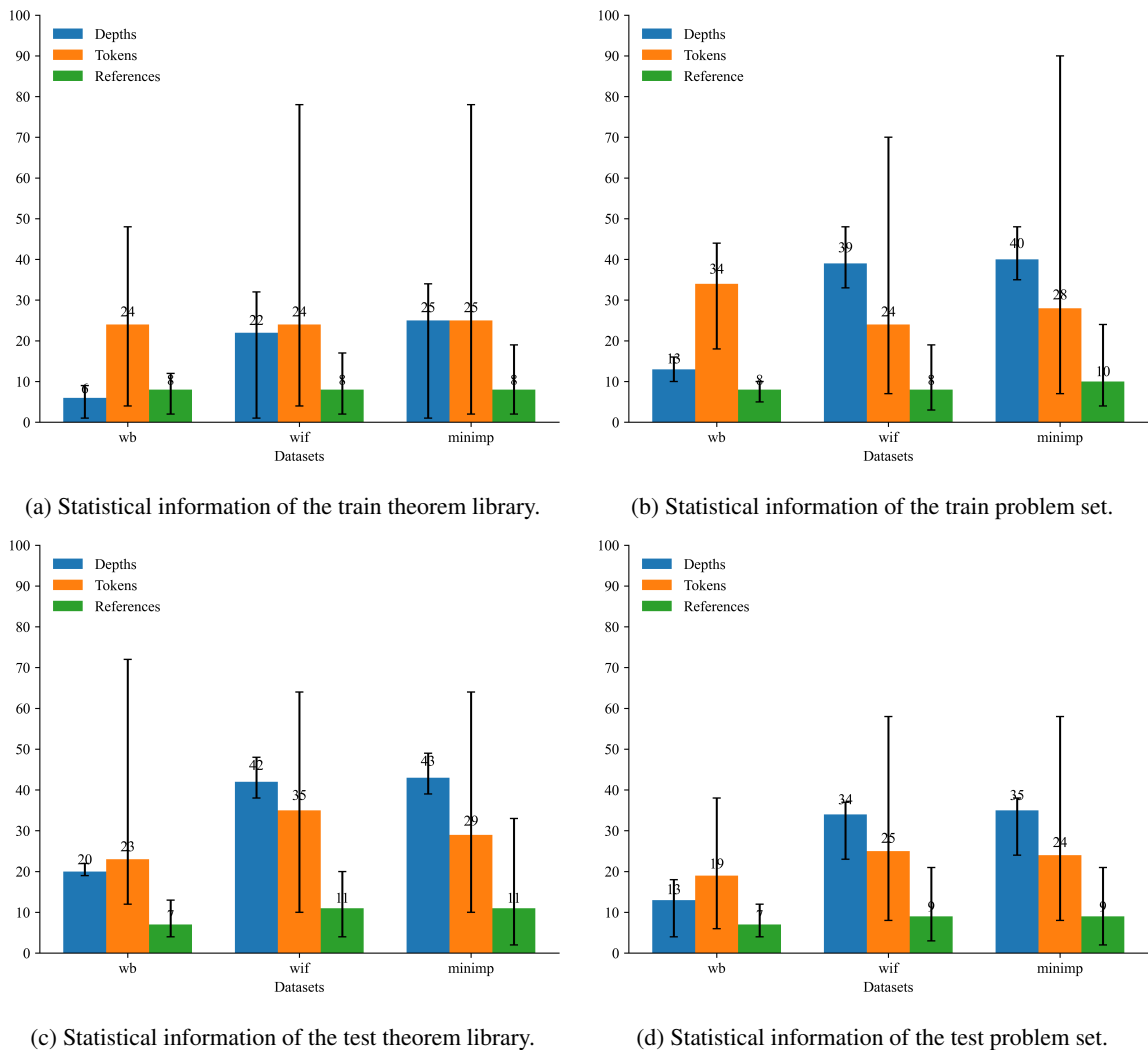 100
90
80
70
60
50
40
30
20
10
0
Depths
Tokens
References
6
24
8
22
24
8
25
25
8
wb
wif
minimp
Datasets
(a) Statistical information of the train theorem library.
100
90
80
70
60
50
40
30
20
10
0
Depths
Tokens
Reference
13
34
8
39
24
8
40
28
10
wb
wif
minimp
Datasets
(b) Statistical information of the train problem set.
100
90
80
70
60
50
40
30
20
10
0
Depths
Tokens
References
20
23
7
42
35
11
43
29
11
wb
wif
minimp
Datasets
(c) Statistical information of the test theorem library.
100
90
80
70
60
50
40
30
20
10
0
Depths
Tokens
References
13
19
7
34
25
9
35
24
9
wb
wif
minimp
Datasets
(d) Statistical information of the test problem set.